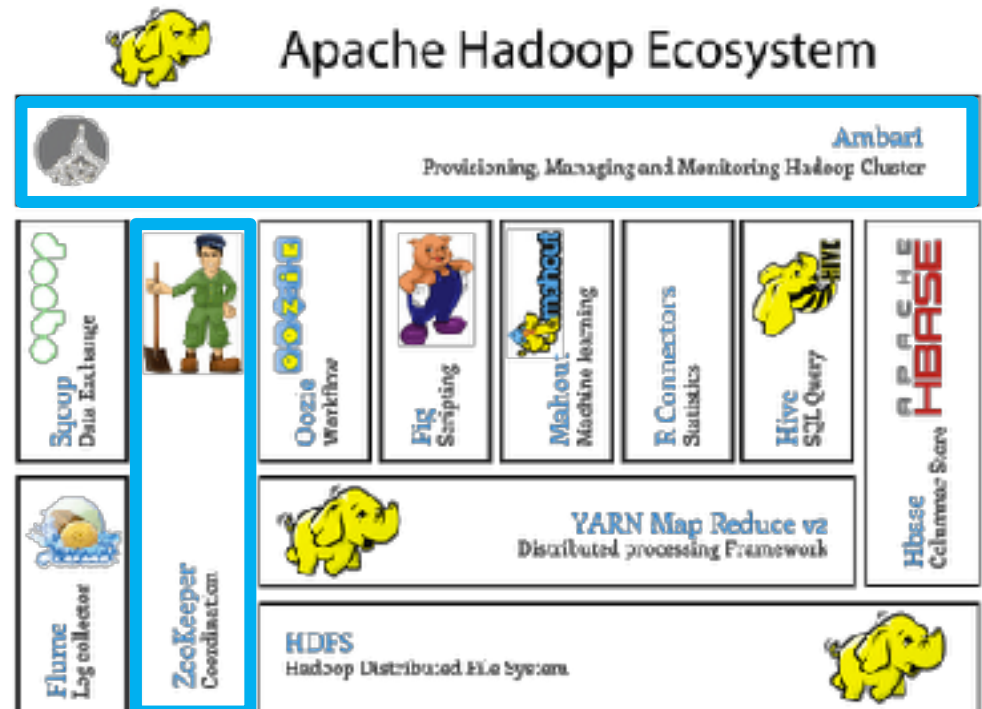 Apache Hadoop Ecosystem
Ambari
Provisioning, Managing and Monitoring Hadoop Cluster
Sqoop
Data Exchange
ZooKeeper
Coordination
oozie
Oozie
Workflow
Pig
Scripting
mahout
Mahout
Machine learning
R Connectors
Statistics
HIVE
Hive
SQL Query
APACHE
HBASE
Hbase
Columnar Store
Flume
Log collector
YARN Map Reduce v2
Distributed processing Framework
HDFS
Hadoop Distributed File System